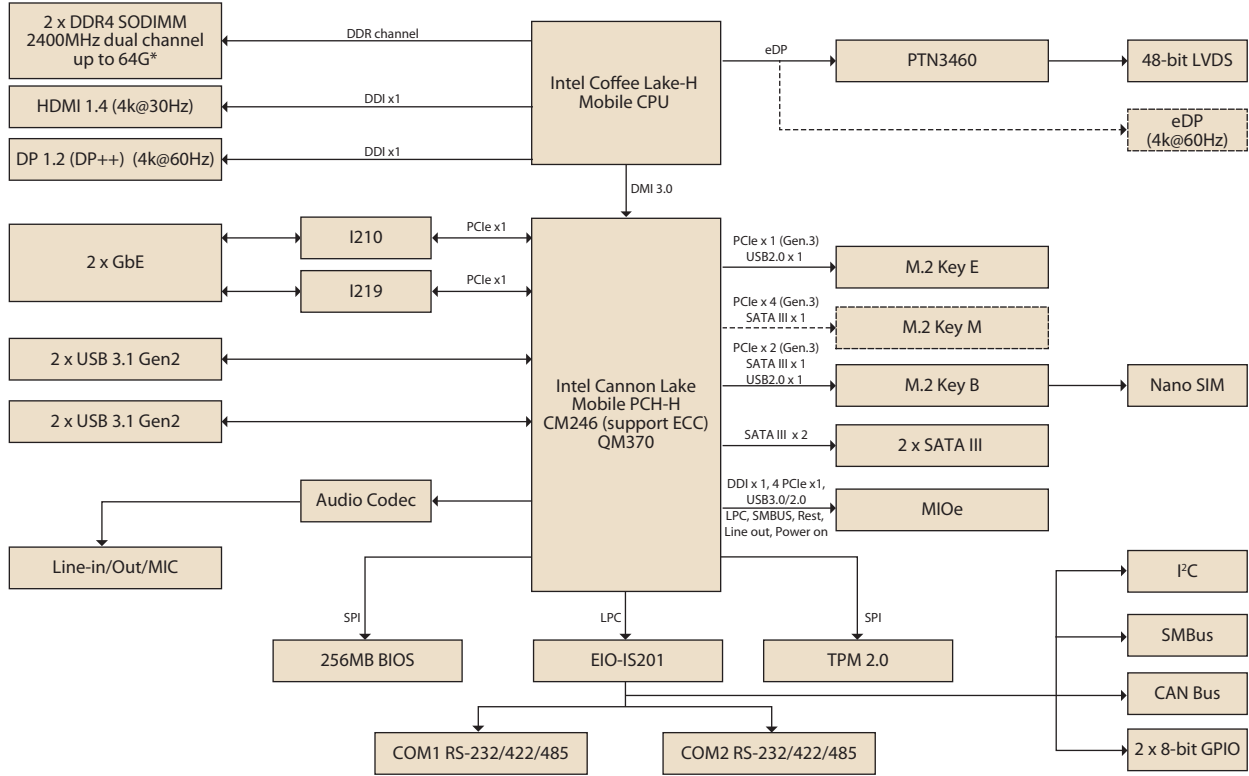 2 x DDR4 SODIMM
2400MHz dual channel
up to 64G*
DDR channel
Intel Coffee Lake-H
Mobile CPU
eDP
PTN3460
48-bit LVDS
HDMI 1.4 (4k@30Hz)
DDI x1
eDP
(4k@60Hz)
DP 1.2 (DP++) (4k@60Hz)
DDI x1
DMI 3.0
2 x GbE
I210
PCIe x1
I219
PCIe x1
Intel Cannon Lake
Mobile PCH-H
CM246 (support ECC)
QM370
PCIe x 1 (Gen.3)
USB2.0 x 1
M.2 Key E
PCIe x 4 (Gen.3)
SATA III x 1
M.2 Key M
2 x USB 3.1 Gen2
PCIe x 2 (Gen.3)
SATA III x 1
USB2.0 x 1
M.2 Key B
Nano SIM
2 x USB 3.1 Gen2
SATA III x 2
2 x SATA III
Audio Codec
DDI x 1, 4 PCIe x1,
USB3.0/2.0
LPC, SMBUS, Rest,
Line out, Power on
MIOe
Line-in/Out/MIC
SPI
LPC
SPI
256MB BIOS
EIO-IS201
TPM 2.0
I²C
SMBus
CAN Bus
2 x 8-bit GPIO
COM1 RS-232/422/485
COM2 RS-232/422/485